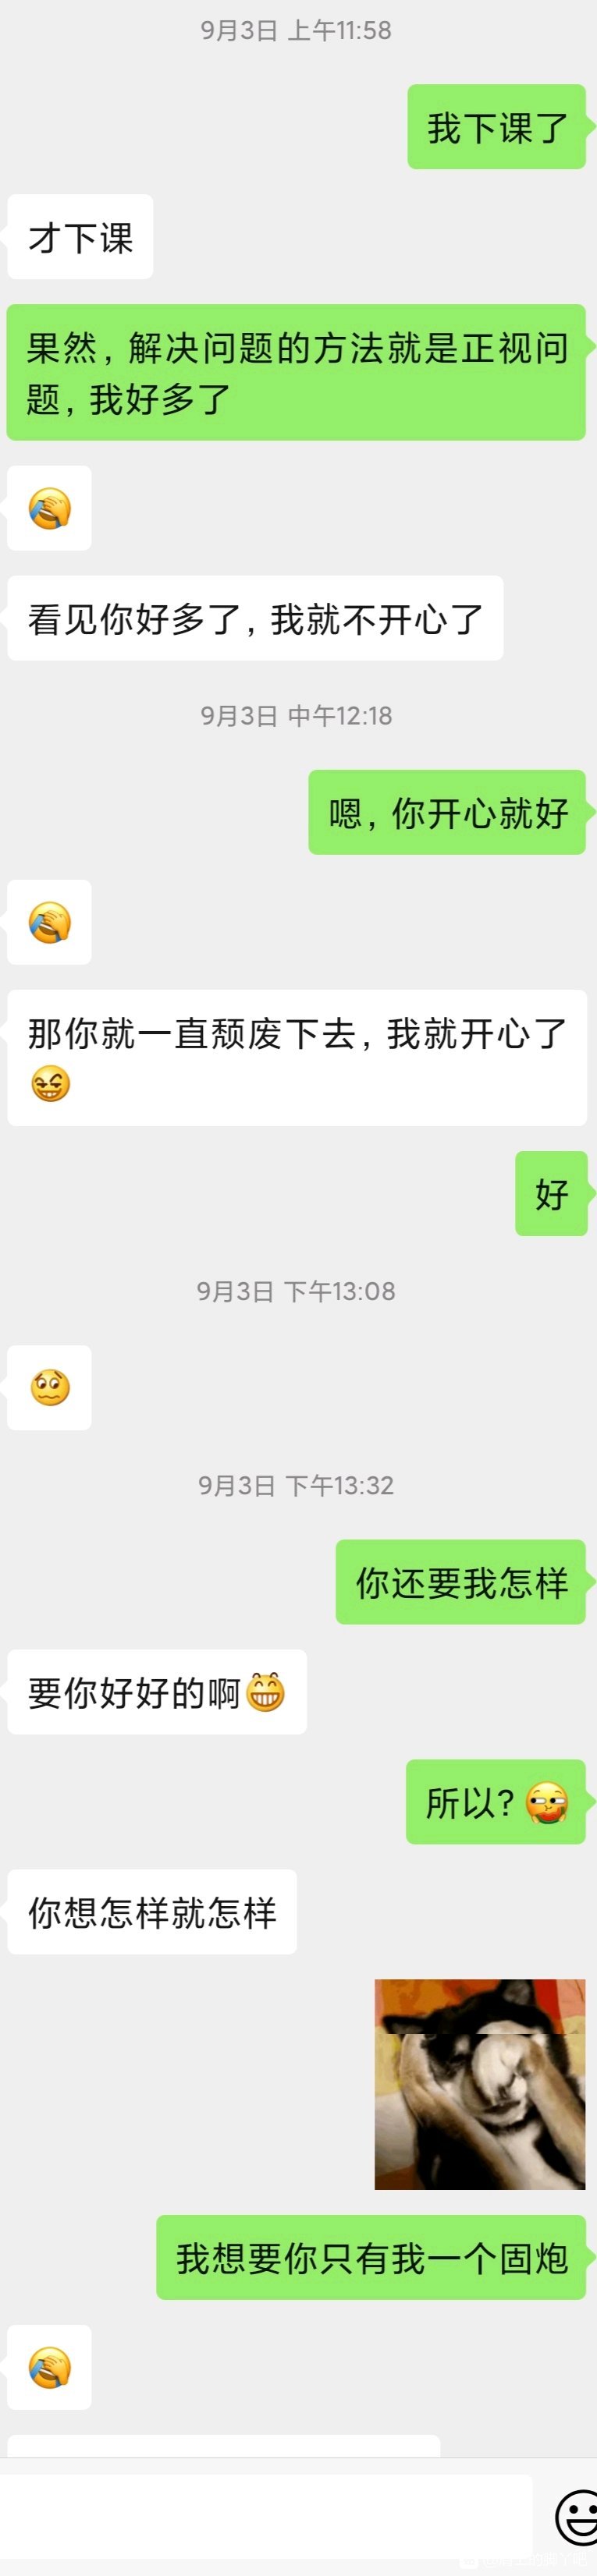 9月3日 上午11:58
我下课了
才下课
果然，解决问题的方法就是正视问
题，我好多了
看见你好多了，我就不开心了
9月3日 中午12:18
嗯，你开心就好
那你就一直颓废下去，我就开心了
好
9月3日 下午13:08
9月3日 下午13:32
你还要我怎样
要你好好的啊
所以？
你想怎样就怎样
我想要你只有我一个固炮